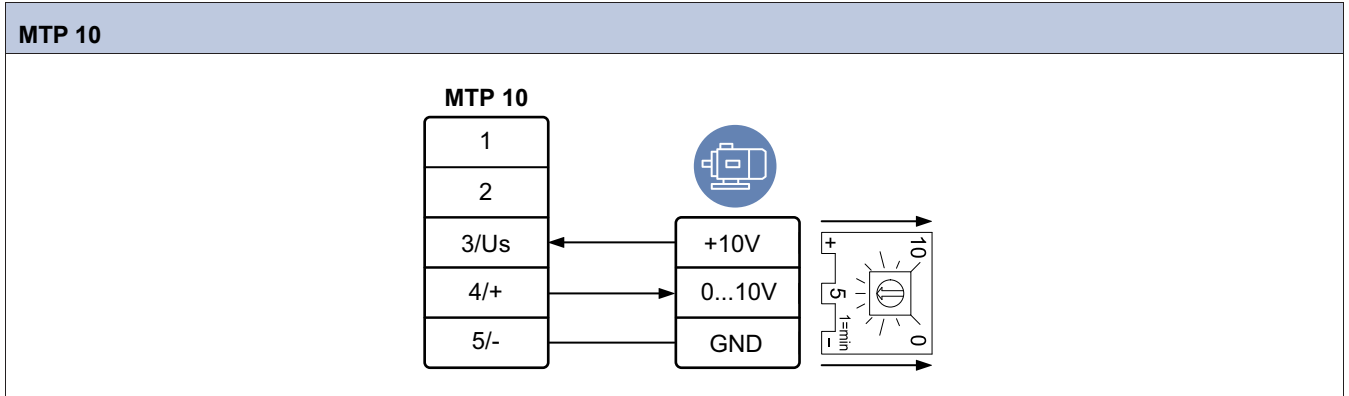 MTP 10
MTP 10
1
2
3/Us
4/+
5/-
+10V
0...10V
GND
+
10
5
1=min
-
0